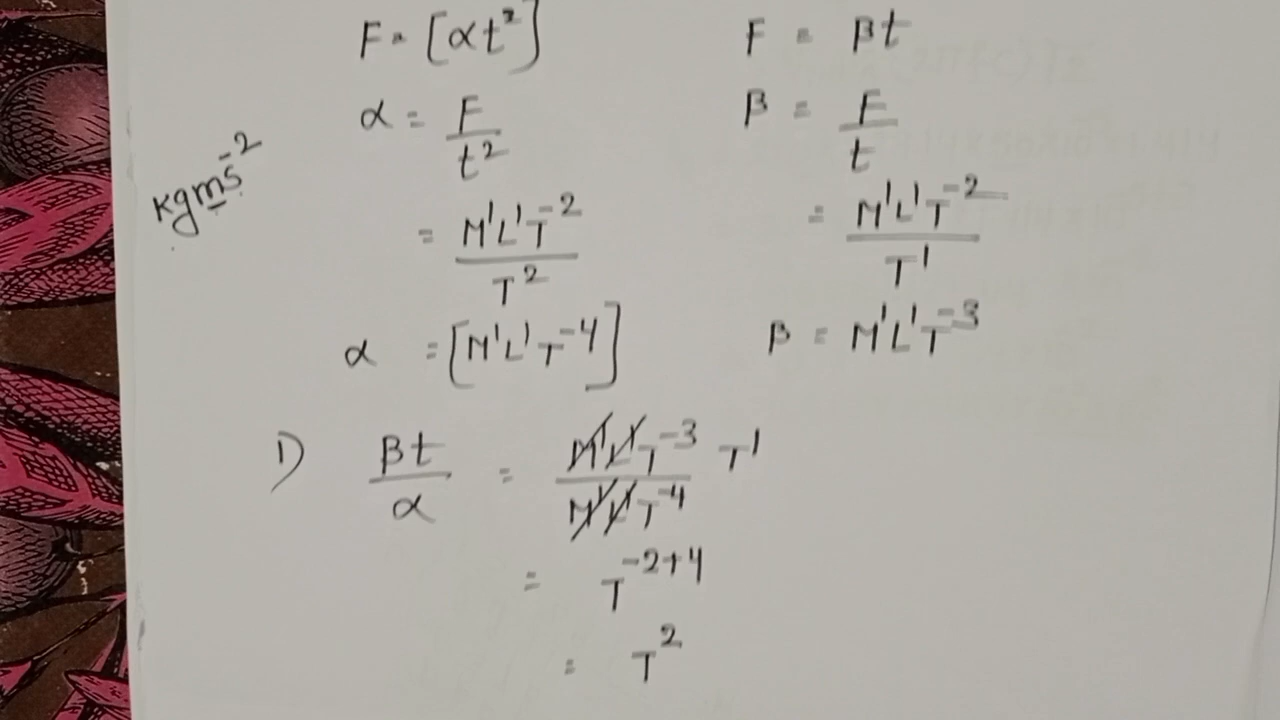 F = [αt²] F = βt
α = F/t² β = F/t
kgms⁻²
= M¹L¹T⁻²/T² = M¹L¹T⁻²/T¹
α = [M¹L¹T⁻⁴] β = M¹L¹T⁻³
1) βt/α = M¹L¹T⁻³/M¹L¹T⁻⁴ T¹
= T⁻²⁺⁴
= T²